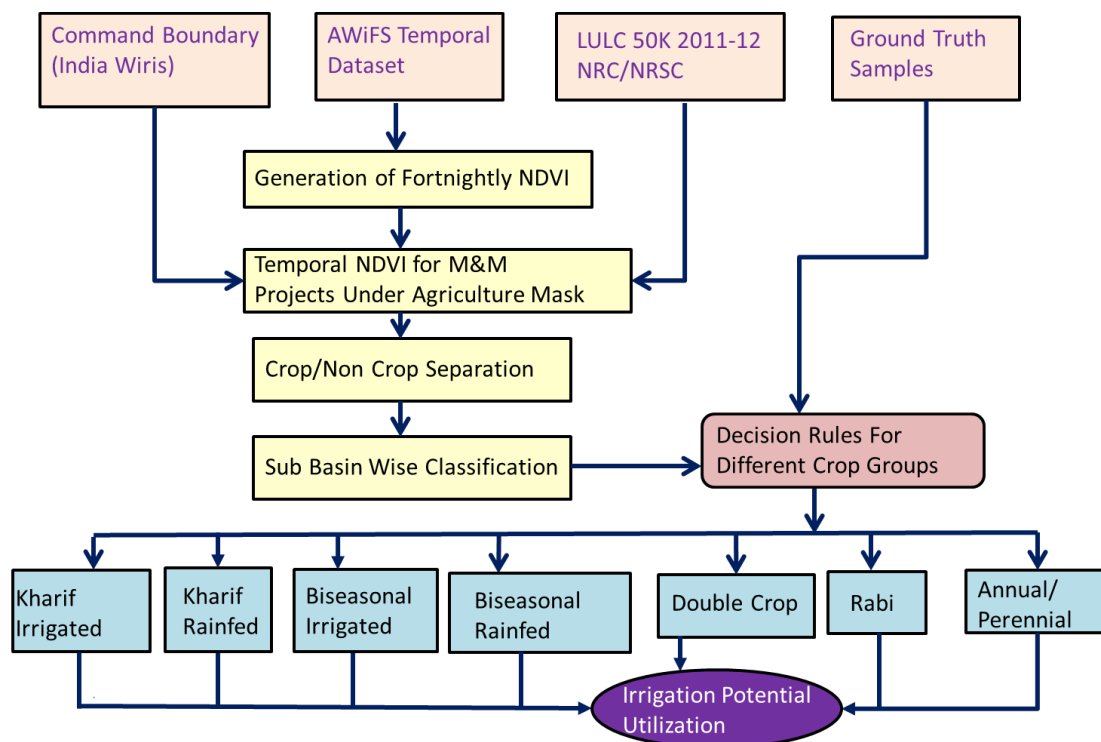 Command Boundary
(India Wiris)
AWiFS Temporal
Dataset
LULC 50K 2011-12
NRC/NRSC
Ground Truth
Samples
Generation of Fortnightly NDVI
Temporal NDVI for M&M
Projects Under Agriculture Mask
Crop/Non Crop Separation
Sub Basin Wise Classification
Decision Rules For
Different Crop Groups
Kharif
Irrigated
Kharif
Rainfed
Biseasonal
Irrigated
Biseasonal
Rainfed
Double Crop
Rabi
Annual/
Perennial
Irrigation Potential
Utilization